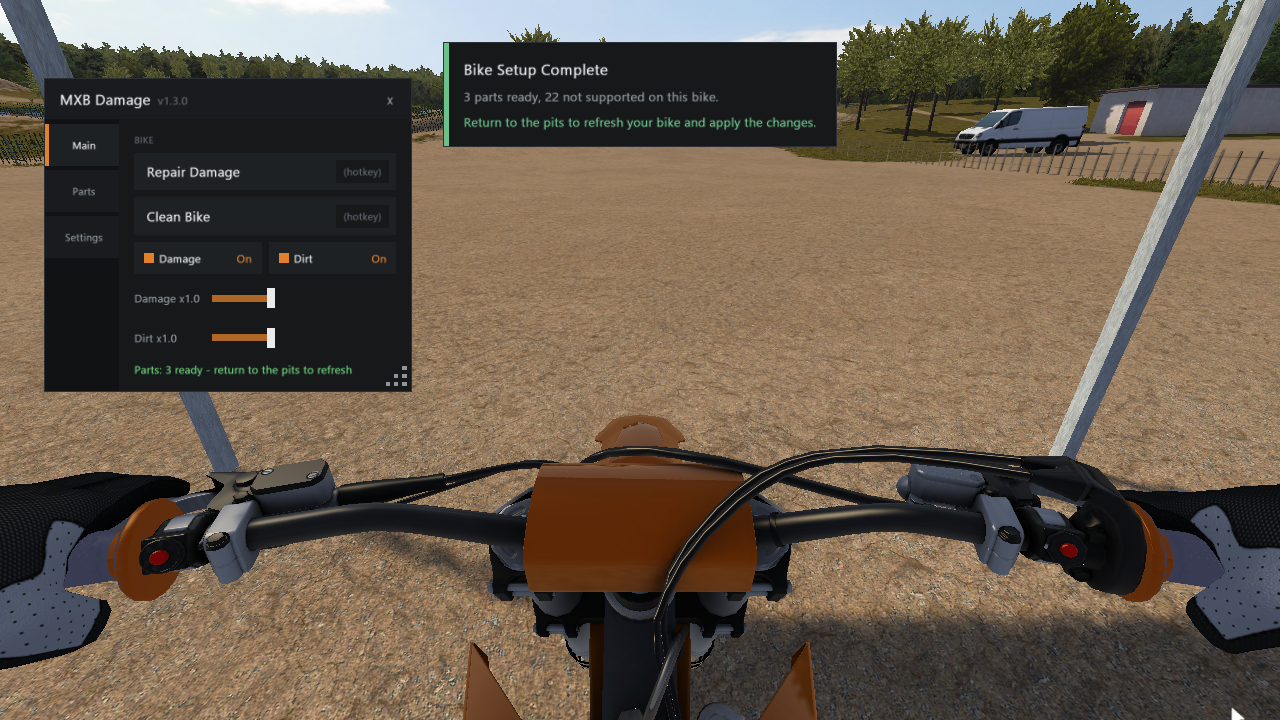 MXB Damage v1.3.0 x
Main
Parts
Settings
BIKE
Repair Damage (hotkey)
Clean Bike (hotkey)
Damage On
Dirt On
Damage x1.0
Dirt x1.0
Parts: 3 ready - return to the pits to refresh
Bike Setup Complete
3 parts ready, 22 not supported on this bike.
Return to the pits to refresh your bike and apply the changes.